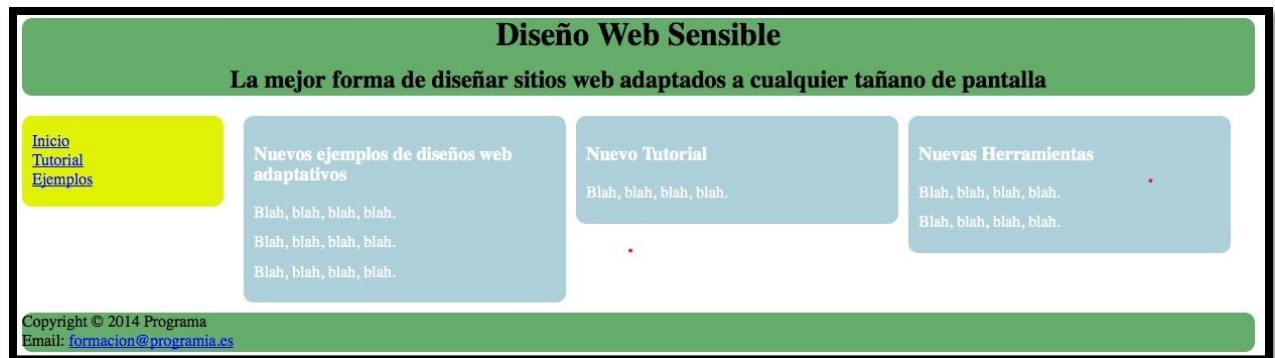 Diseño Web Sensible
La mejor forma de diseñar sitios web adaptados a cualquier tañano de pantalla
Inicio
Tutorial
Ejemplos
Nuevos ejemplos de diseños web
adaptativos
Blah, blah, blah, blah.
Blah, blah, blah, blah.
Blah, blah, blah, blah.
Nuevo Tutorial
Blah, blah, blah, blah.
Nuevas Herramientas
Blah, blah, blah, blah.
Blah, blah, blah, blah.
Copyright © 2014 Programa
Email: formacion@programia.es